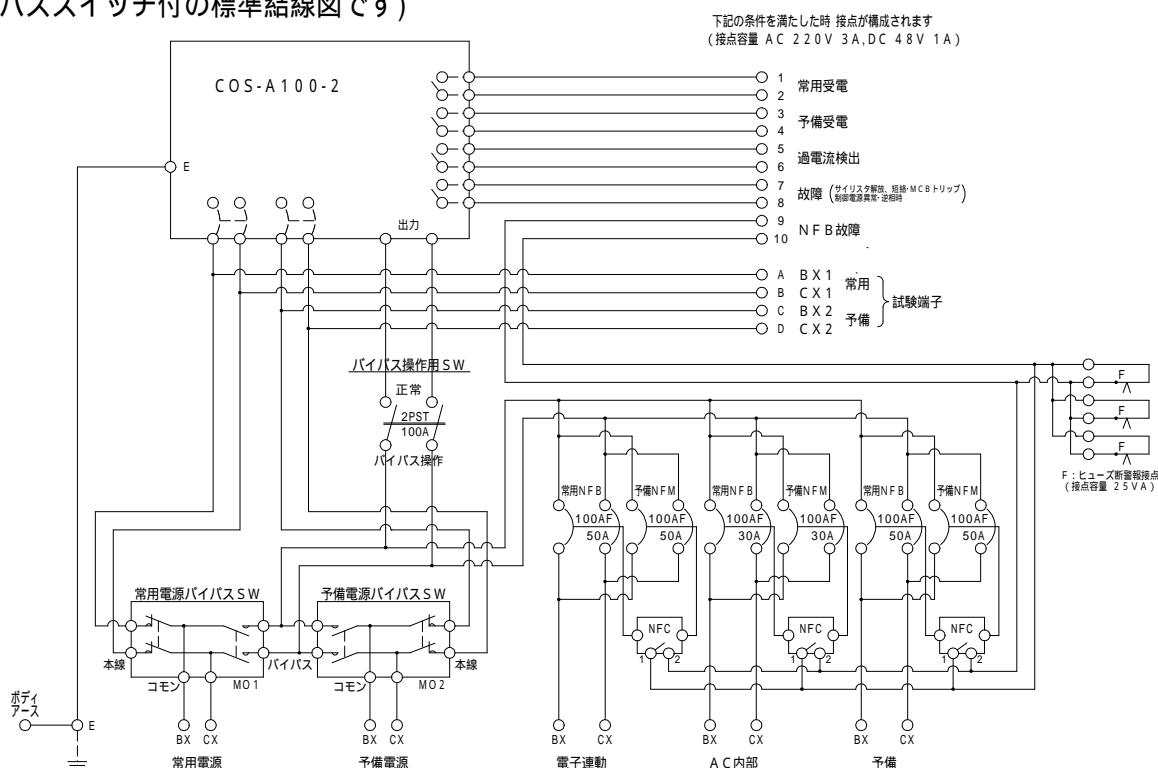 パススイッチ付の標準結線図です)
下記の条件を満たした時 接点が構成されます
(接点容量 AC 220V 3A,DC 48V 1A)
COS-A100-2
E
出力
1
2
常用受電
3
4
予備受電
5
6
過電流検出
7
8
故障 (サイリスタ解放、短絡・MCBトリップ
制御電源異常・逆相時)
9
10
NFB故障
A BX1
B CX1
常用
C BX2
D CX2
予備
試験端子
バイパス操作用SW
正常
2PST
100A
バイパス操作
F
F
F
F:ヒューズ断警報接点
(接点容量 25VA)
常用NFB 予備NFM 常用NFB 予備NFM 常用NFB 予備NFM
100AF 100AF 100AF 100AF 100AF 100AF
50A 50A 30A 30A 50A 50A
常用電源バイパスSW 予備電源バイパスSW
NFC NFC NFC
1 2 1 2 1 2
本線 バイパス 本線
コモン MO1 コモン MO2
ボディ
アース
E
BX CX BX CX BX CX BX CX BX CX
常用電源 予備電源 電子連動 AC内部 予備